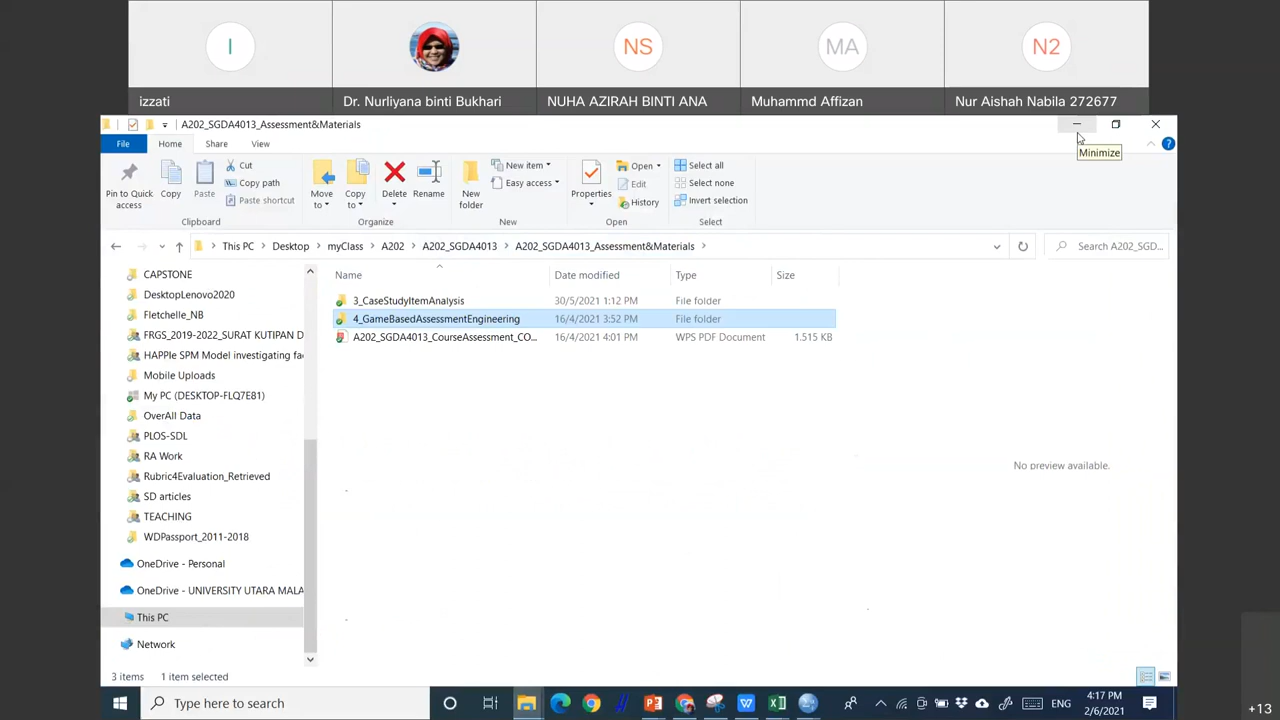 I
NS
MA
N2
izzati
Dr. Nurliyana binti Bukhari
NUHA AZIRAH BINTI ANA
Muhammd Affizan
Nur Aishah Nabila 272677
A202_SGDA4013_Assessment&Materials
Minimize
File
Home
Share
View
Pin to Quick access
Copy
Paste
Cut
Copy path
Paste shortcut
Clipboard
Move to
Copy to
Delete
Rename
Organize
New folder
New item
Easy access
New
Properties
Open
Edit
History
Open
Select all
Select none
Invert selection
Select
This PC
Desktop
myClass
A202
A202_SGDA4013
A202_SGDA4013_Assessment&Materials
Search A202_SGD...
CAPSTONE
DesktopLenovo2020
Fletchelle_NB
FRGS_2019-2022_SURAT KUTIPAN D
HAPPIe SPM Model investigating fa
Mobile Uploads
My PC (DESKTOP-FLQ7E81)
OverAll Data
PLOS-SDL
RA Work
Rubric4Evaluation_Retrieved
SD articles
TEACHING
WDPassport_2011-2018
OneDrive - Personal
OneDrive - UNIVERSITY UTARA MALA
This PC
Network
Name
Date modified
Type
Size
3_CaseStudyItemAnalysis
30/5/2021 1:12 PM
File folder
4_GameBasedAssessmentEngineering
16/4/2021 3:52 PM
File folder
A202_SGDA4013_CourseAssessment_CO...
16/4/2021 4:01 PM
WPS PDF Document
1.515 KB
No preview available.
3 items
1 item selected
Type here to search
ENG
4:17 PM
2/6/2021
+13